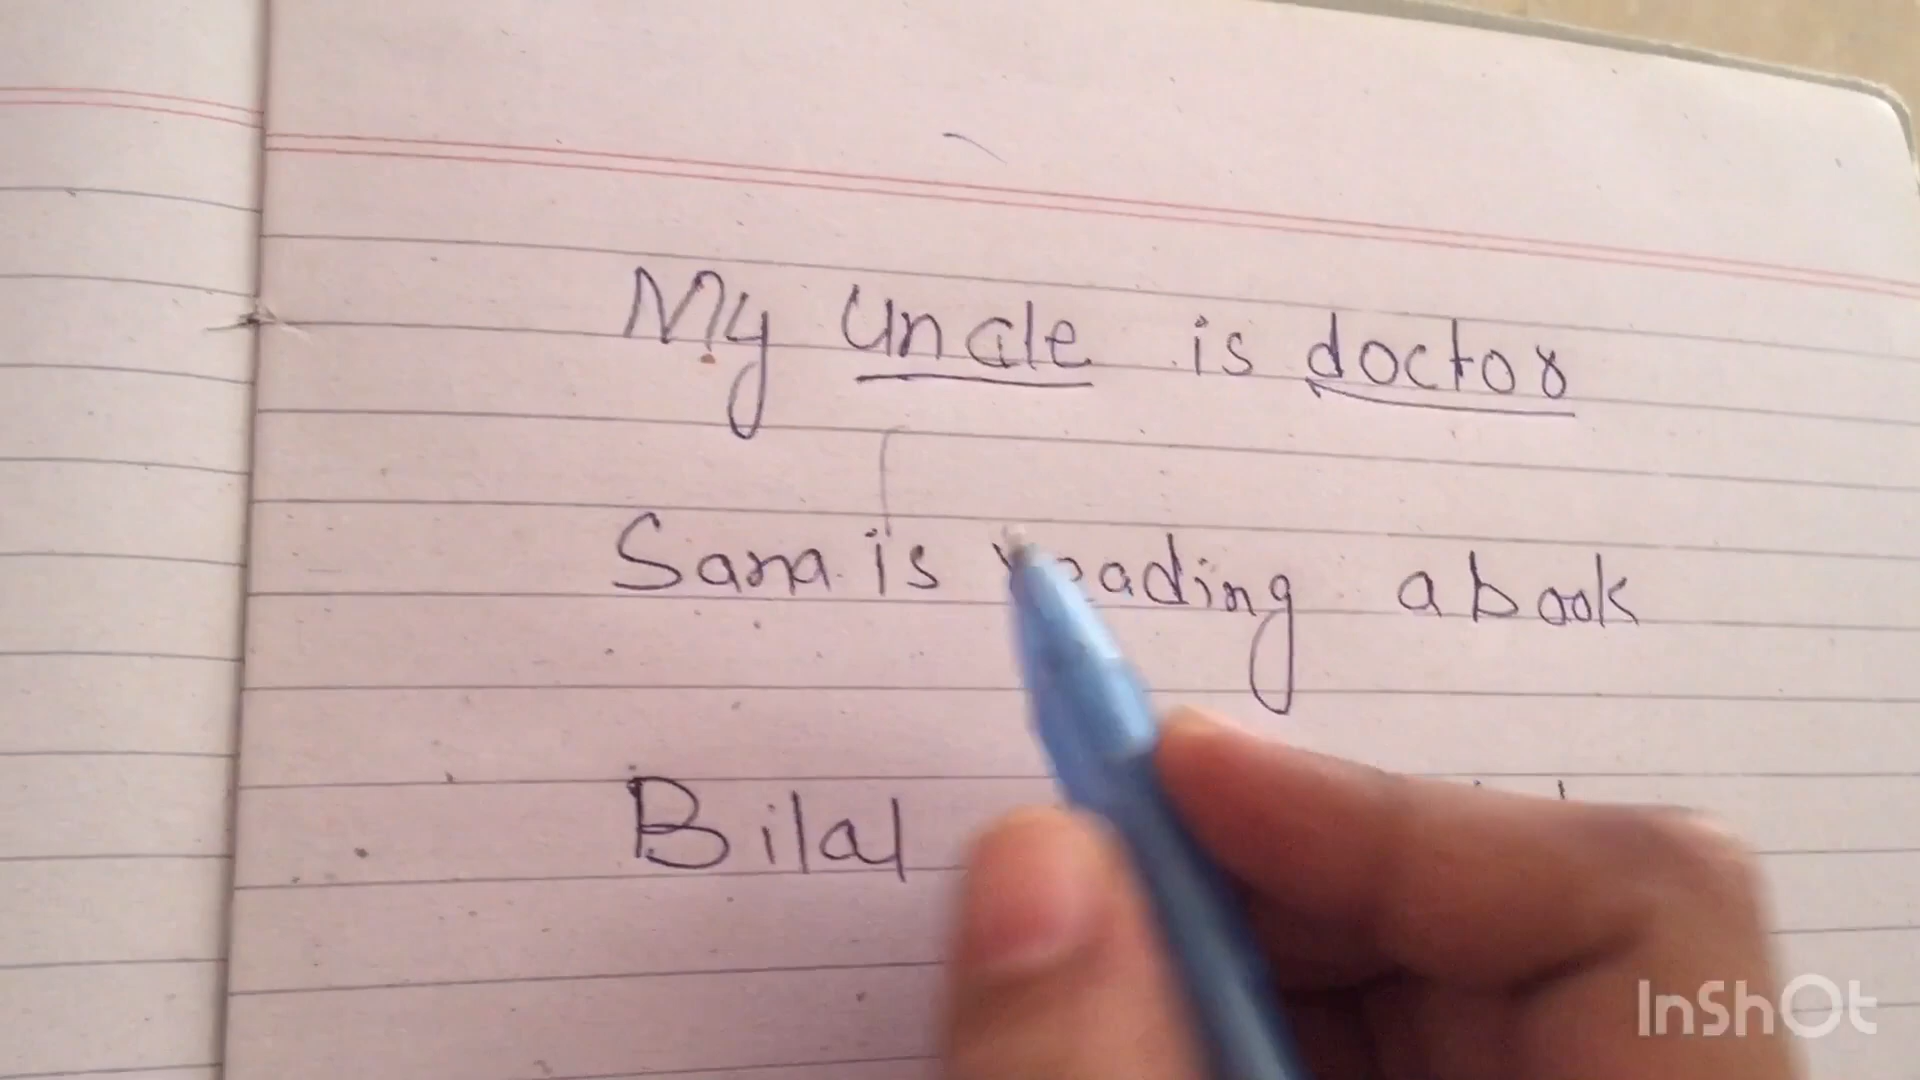 My Uncle is doctor
Sana is reading a book
Bilal
InShOt